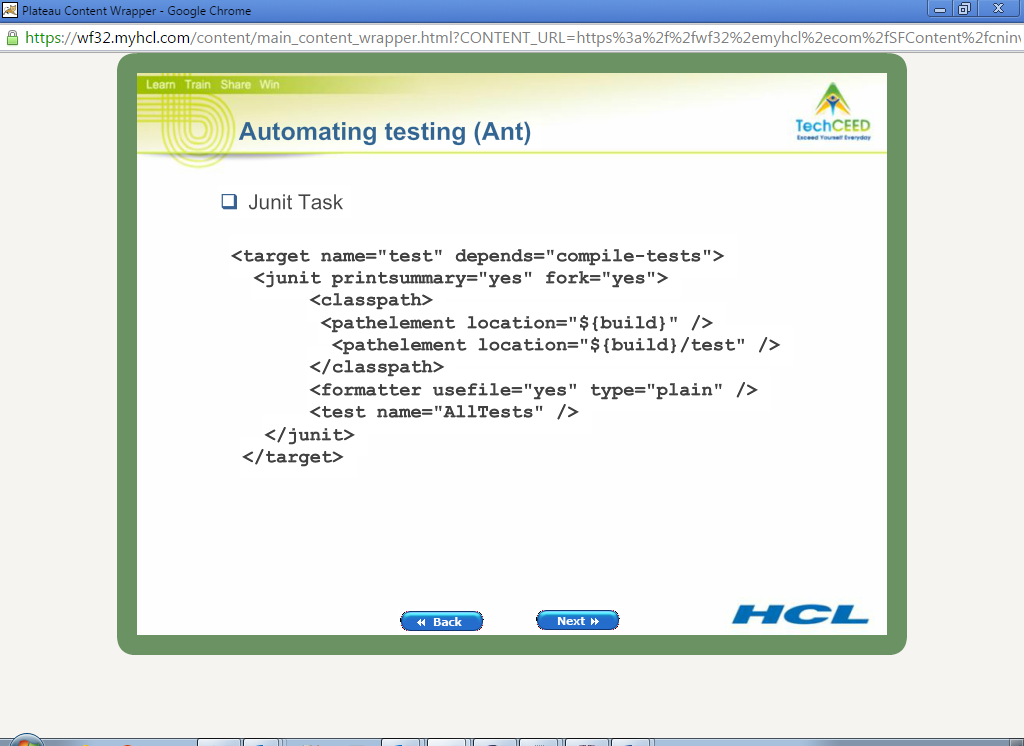 Plateau Content Wrapper - Google Chrome
https://wf32.myhcl.com/content/main_content_wrapper.html?CONTENT_URL=https%3a%2f%2fwf32%2emyhcl%2ecom%2fSFContent%2fcninv
Learn Train Share Win
TechCEED
Exceed Yourself Everyday
Automating testing (Ant)
Junit Task
<target name="test" depends="compile-tests">
<junit printsummary="yes" fork="yes">
<classpath>
<pathelement location="${build}" />
<pathelement location="${build}/test" />
</classpath>
<formatter usefile="yes" type="plain" />
<test name="AllTests" />
</junit>
</target>
Back Next
HCL